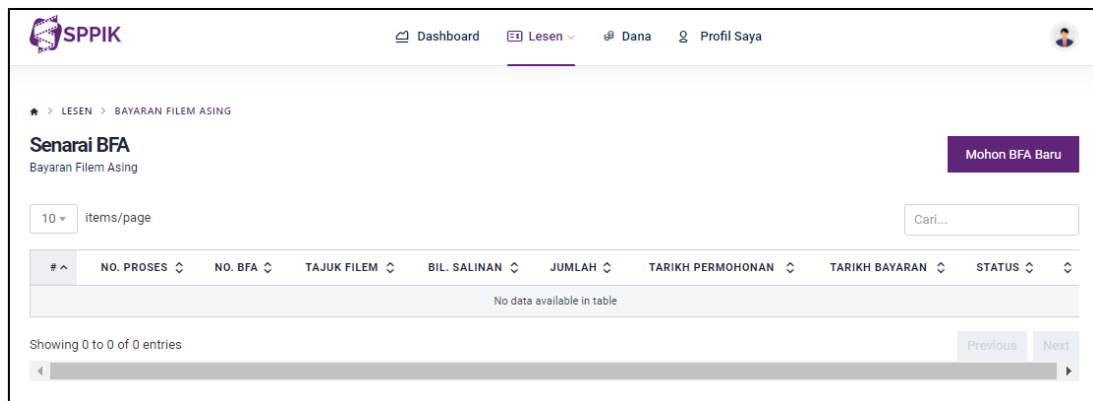 SPPIK Dashboard Lesen Dana Profil Saya
> LESEN > BAYARAN FILEM ASING
Senarai BFA
Bayaran Filem Asing
Mohon BFA Baru
10 items/page
Cari...
# NO. PROSES NO. BFA TAJUK FILEM BIL. SALINAN JUMLAH TARIKH PERMOHONAN TARIKH BAYARAN STATUS
No data available in table
Showing 0 to 0 of 0 entries
Previous Next